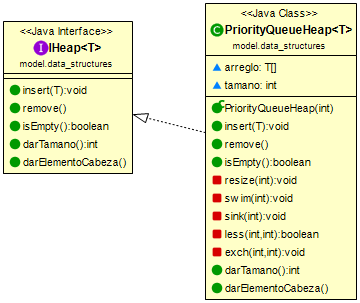 <<Java Interface>>
IHeap<T>
model.data_structures
insert(T):void
remove()
isEmpty():boolean
darTamano():int
darElementoCabeza()
<<Java Class>>
PriorityQueueHeap<T>
model.data_structures
arreglo: T[]
tamano: int
PriorityQueueHeap(int)
insert(T):void
remove()
isEmpty():boolean
resize(int):void
swim(int):void
sink(int):void
less(int,int):boolean
exch(int,int):void
darTamano():int
darElementoCabeza()